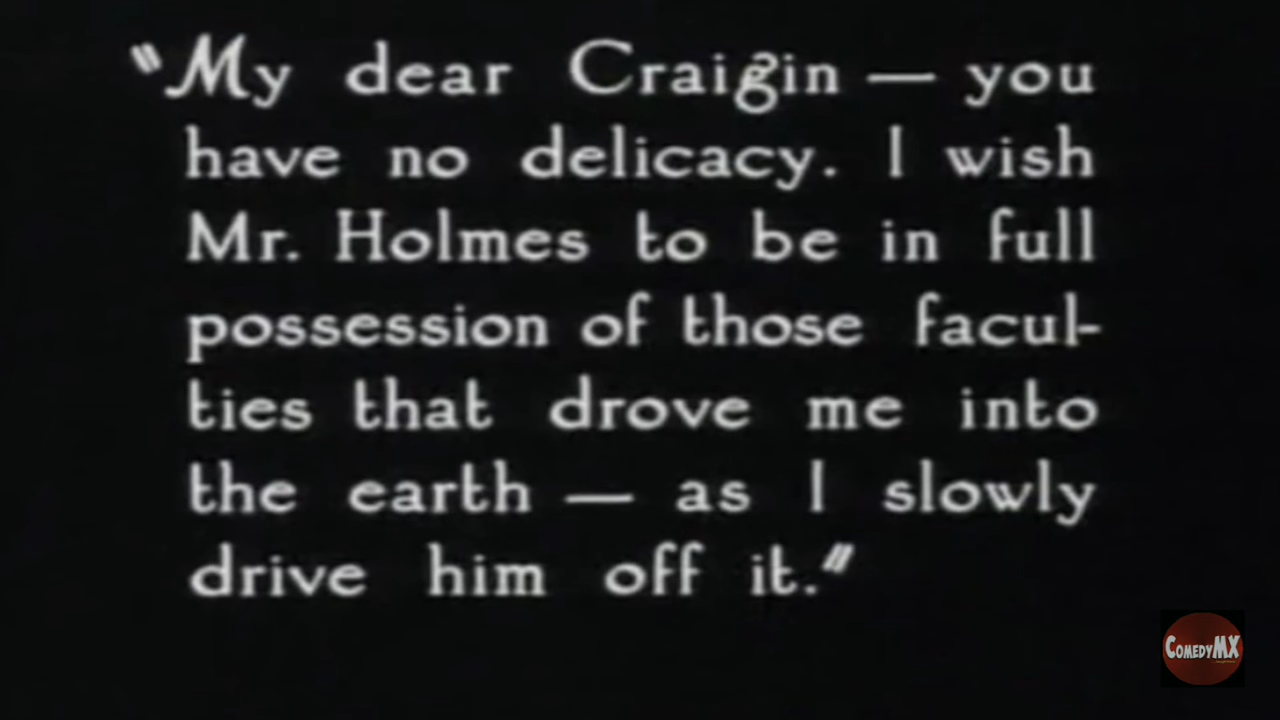 "My dear Craigin — you
have no delicacy. I wish
Mr. Holmes to be in full
possession of those facul-
ties that drove me into
the earth — as I slowly
drive him off it."
COMEDYMX